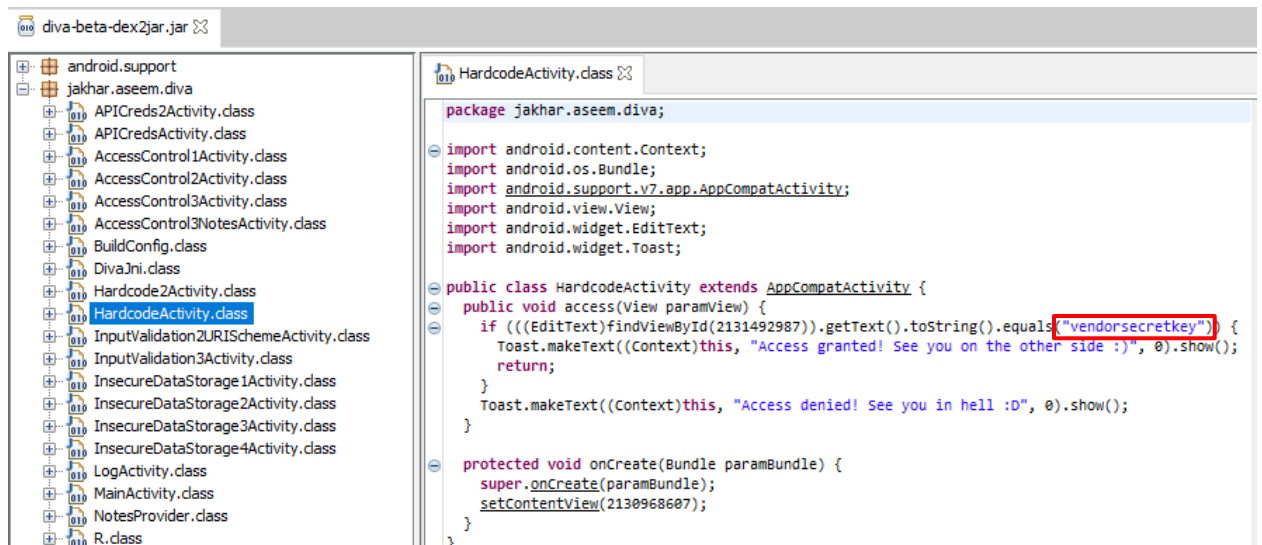 diva-beta-dex2jar.jar
android.support
jakhar.aseem.diva
APICreds2Activity.class
APICredsActivity.class
AccessControl1Activity.class
AccessControl2Activity.class
AccessControl3Activity.class
AccessControl3NotesActivity.class
BuildConfig.class
DivaJni.class
Hardcode2Activity.class
HardcodeActivity.class
InputValidation2URISchemeActivity.class
InputValidation3Activity.class
InsecureDataStorage1Activity.class
InsecureDataStorage2Activity.class
InsecureDataStorage3Activity.class
InsecureDataStorage4Activity.class
LogActivity.class
MainActivity.class
NotesProvider.class
R.class
HardcodeActivity.class
package jakhar.aseem.diva;
import android.content.Context;
import android.os.Bundle;
import android.support.v7.app.AppCompatActivity;
import android.view.View;
import android.widget.EditText;
import android.widget.Toast;
public class HardcodeActivity extends AppCompatActivity {
public void access(View paramView) {
if (((EditText)findViewById(2131492987)).getText().toString().equals("vendorsecretkey")) {
Toast.makeText((Context)this, "Access granted! See you on the other side :)", 0).show();
return;
}
Toast.makeText((Context)this, "Access denied! See you in hell :D", 0).show();
}
protected void onCreate(Bundle paramBundle) {
super.onCreate(paramBundle);
setContentView(2130968607);
}
}